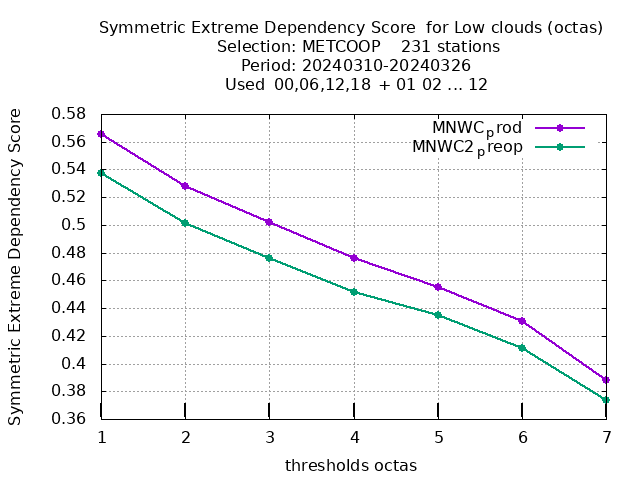 Symmetric Extreme Dependency Score  for Low clouds (octas)
Selection: METCOOP    231 stations
Period: 20240310-20240326
Used  00,06,12,18  + 01 02 ... 12
MNWCprod
MNWC2preop
Symmetric Extreme Dependency Score
0.58
0.56
0.54
0.52
0.5
0.48
0.46
0.44
0.42
0.4
0.38
0.36
1 2 3 4 5 6 7
thresholds octas